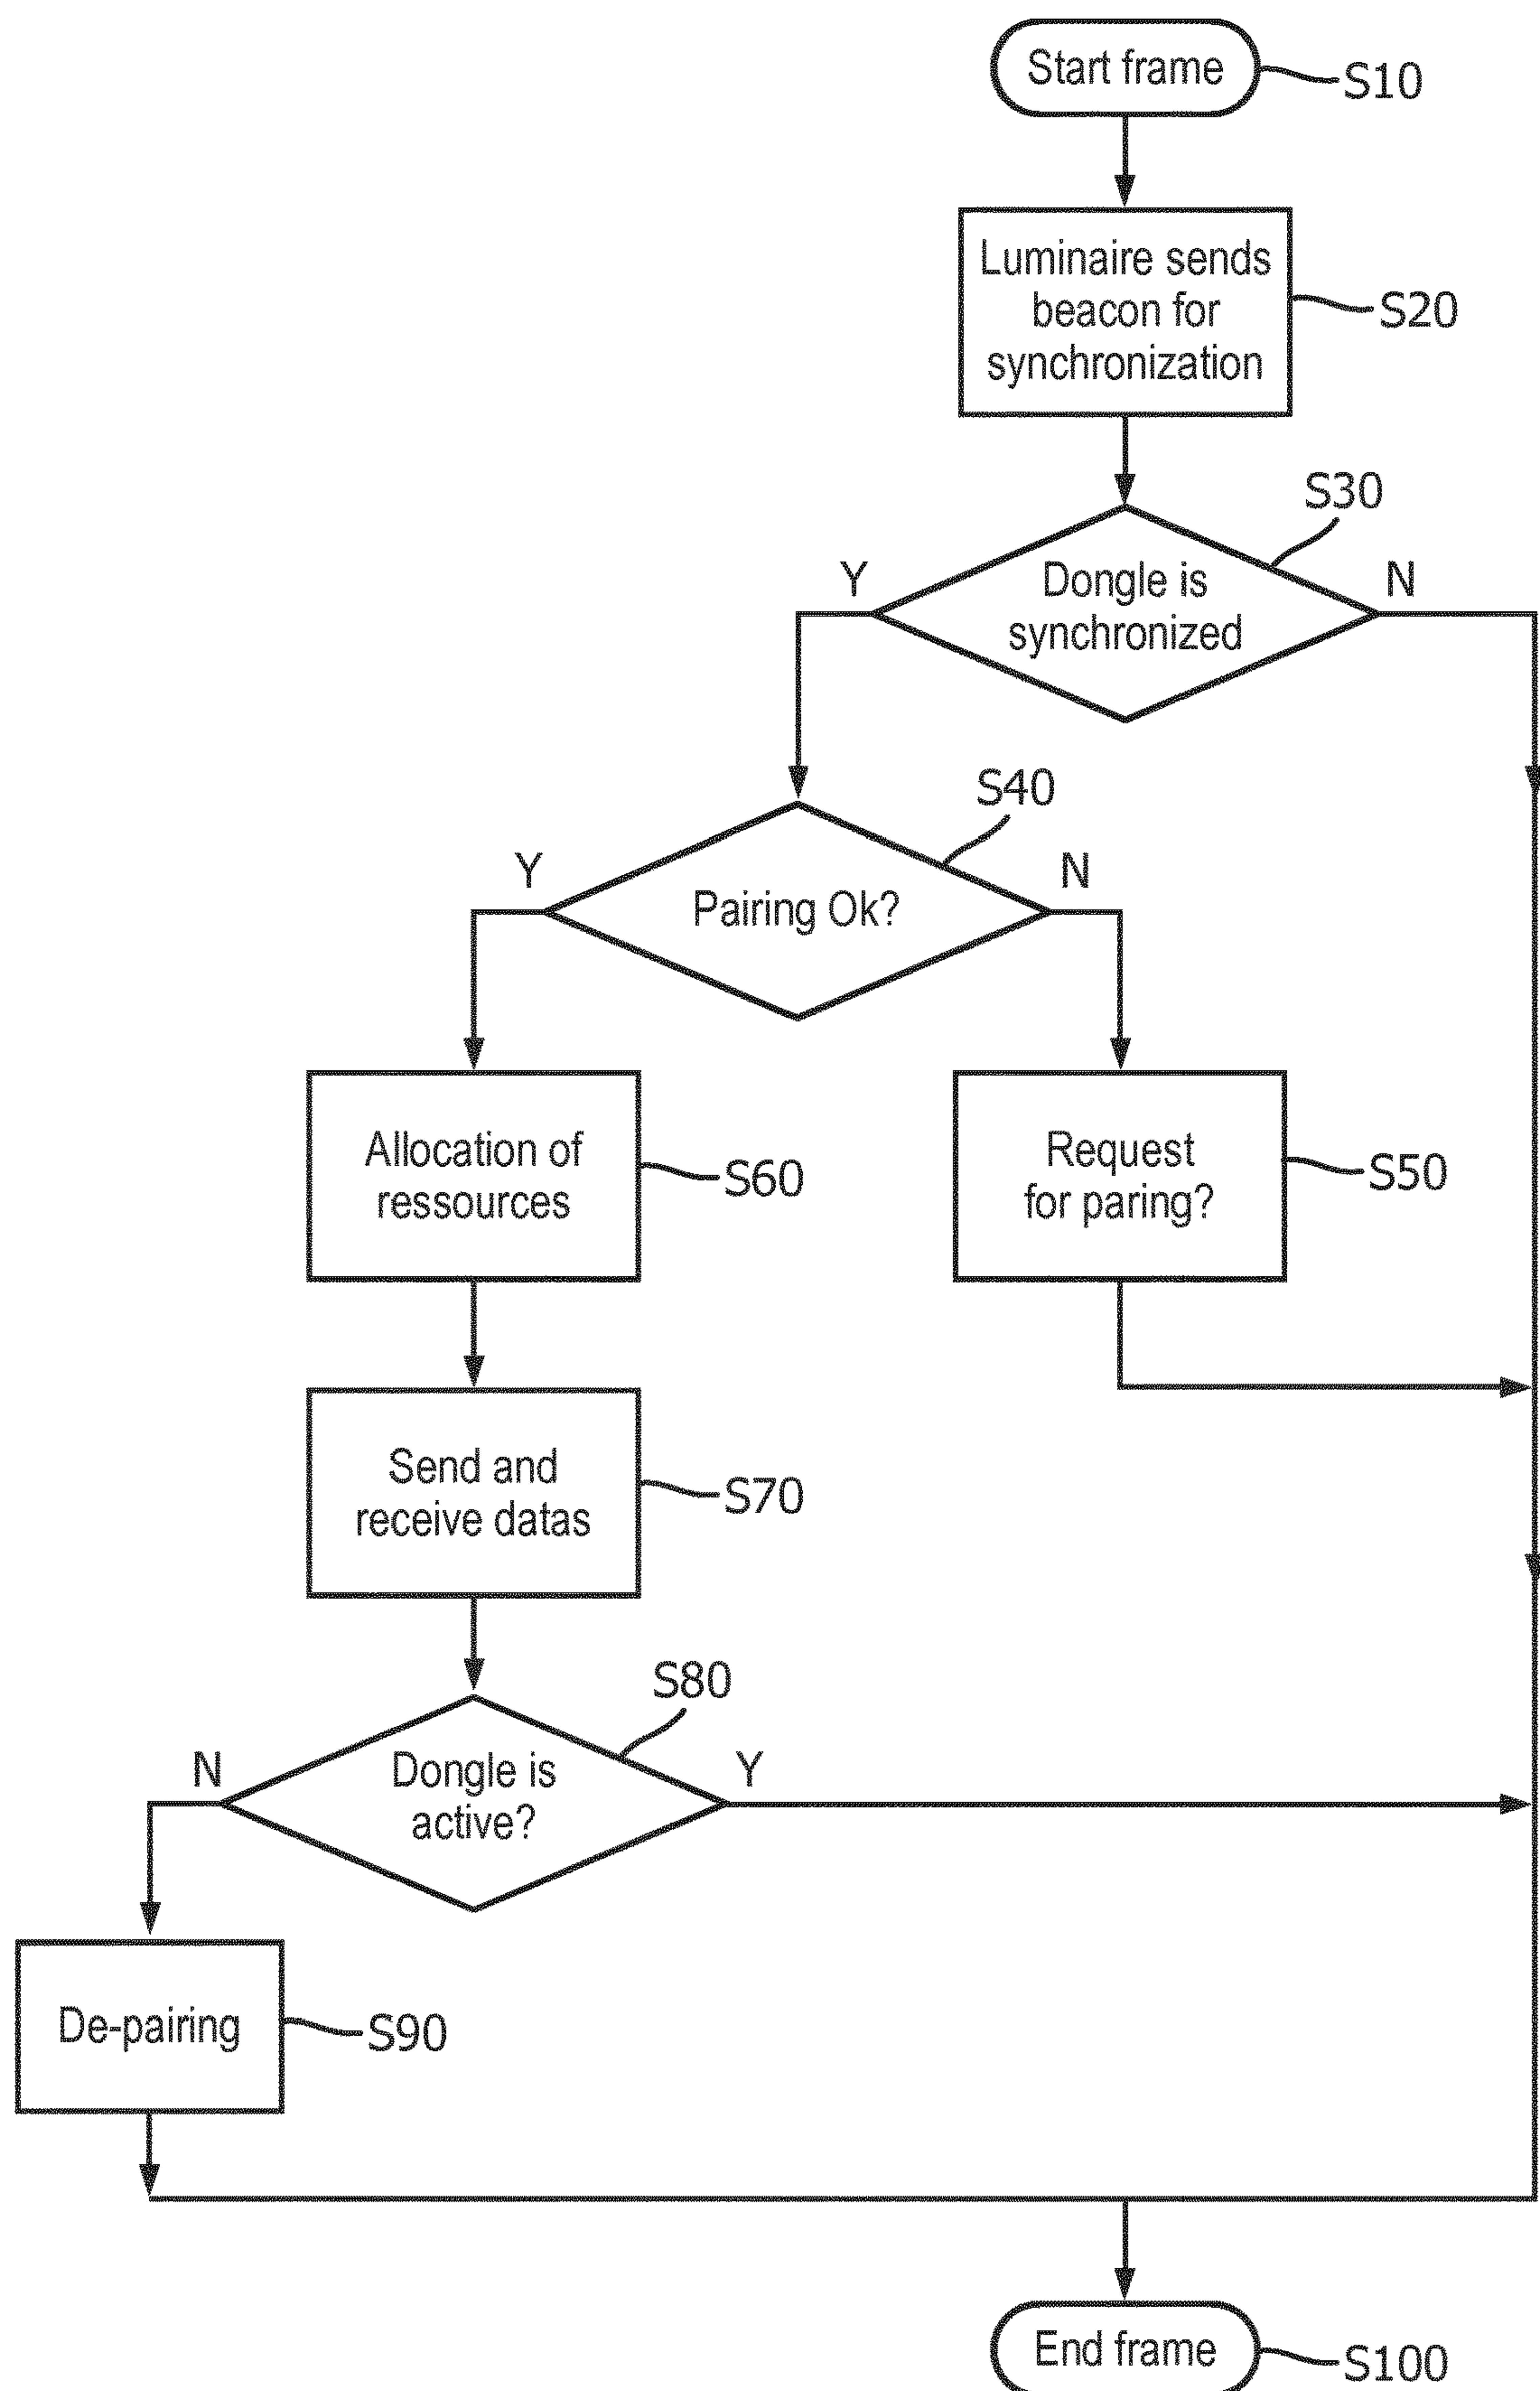 Start frame
S10
Luminaire sends
beacon for
synchronization
S20
S30
Y
Dongle is
synchronized
N
S40
Y
Pairing Ok?
N
Allocation of
ressources
S60
Request
for paring?
S50
Send and
receive datas
S70
S80
N
Dongle is
active?
Y
De-pairing
S90
End frame
S100